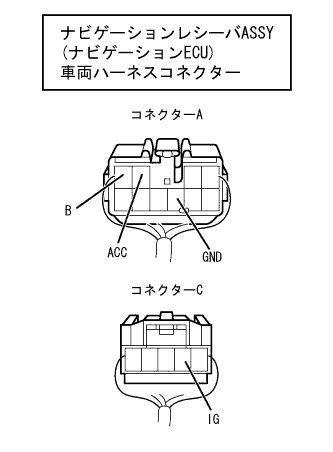 ナビゲーションレシーバASSY
(ナビゲーションECU)
車両ハーネスコネクター
コネクターA
B
ACC
GND
コネクターC
IG